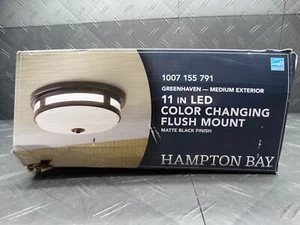 1007 155 791
GREENHAVEN — MEDIUM EXTERIOR
11 IN LED
COLOR CHANGING
FLUSH MOUNT
MATTE BLACK FINISH
HAMPTON BAY